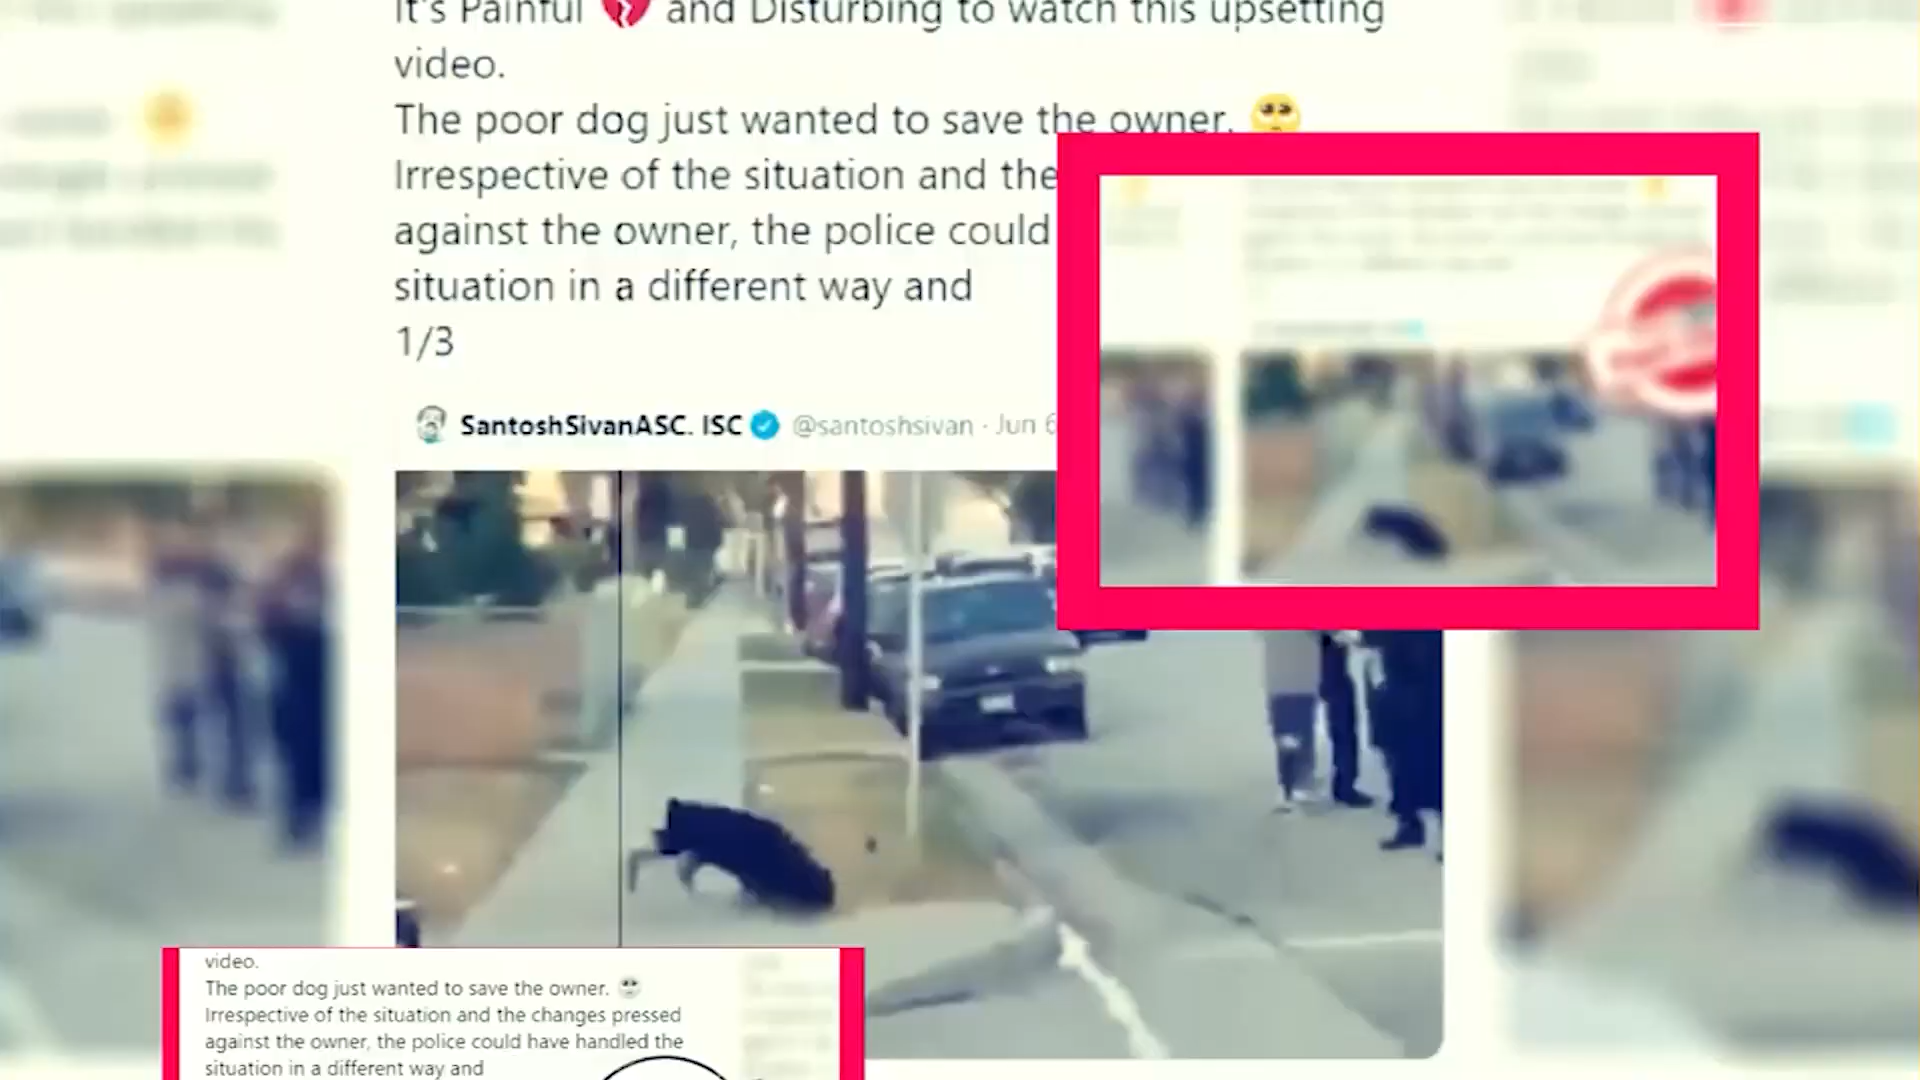 It's Painful 💔 and Disturbing to watch this upsetting
video.
The poor dog just wanted to save the owner. 🥺
Irrespective of the situation and the
against the owner, the police could
situation in a different way and
1/3
SantoshSivanASC. ISC @santoshsivan · Jun 6
video.
The poor dog just wanted to save the owner. 🥺
Irrespective of the situation and the changes pressed
against the owner, the police could have handled the
situation in a different way and